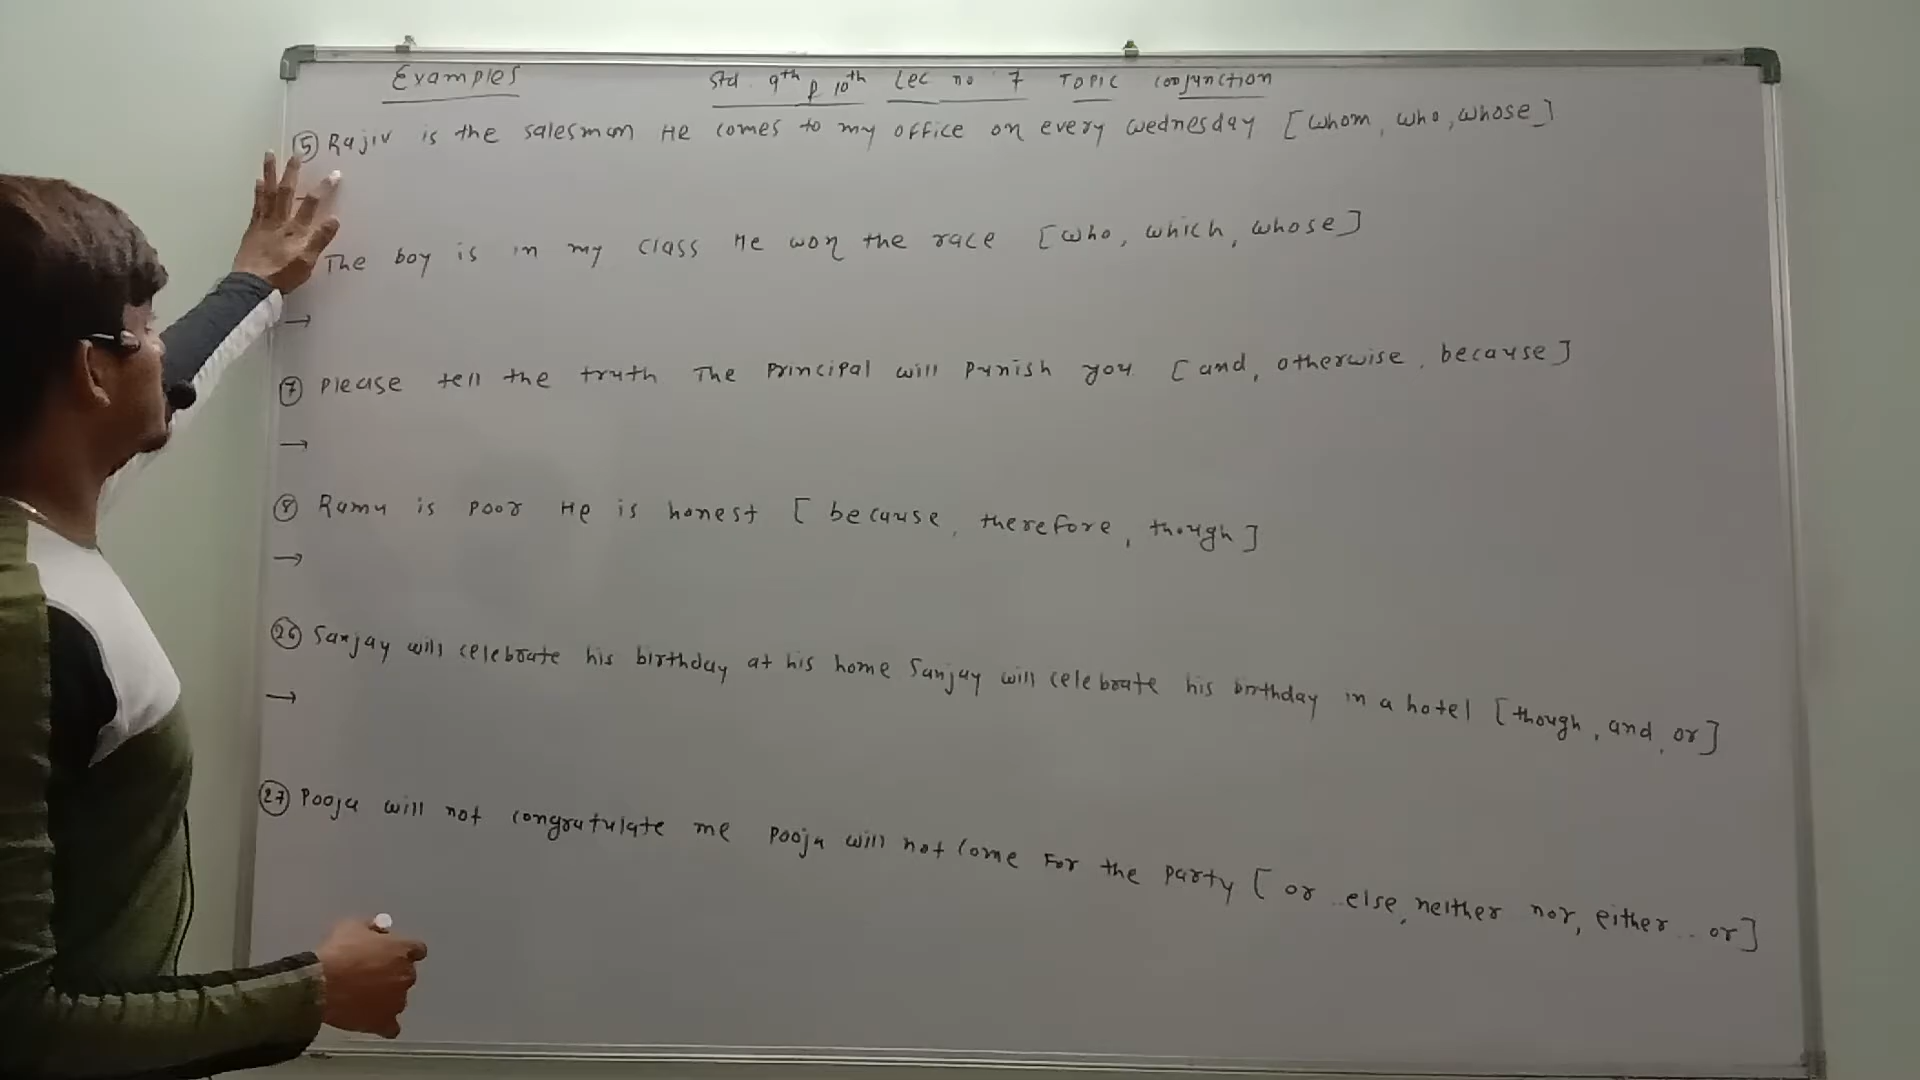 Examples Std. 9th & 10th Lec no 7 Topic conjunction
5 Rajiv is the salesman He comes to my office on every wednesday [whom, who, whose]
The boy is in my class He won the race [who, which, whose]
→
7 Please tell the truth The Principal will punish you [and, otherwise, because]
→
8 Ramu is poor He is honest [because, therefore, though]
→
26 Sanjay will celebrate his birthday at his home Sanjay will celebrate his birthday in a hotel [though, and, or]
→
27 Pooja will not congratulate me Pooja will not come For the party [or ..else, neither nor, either .. or]